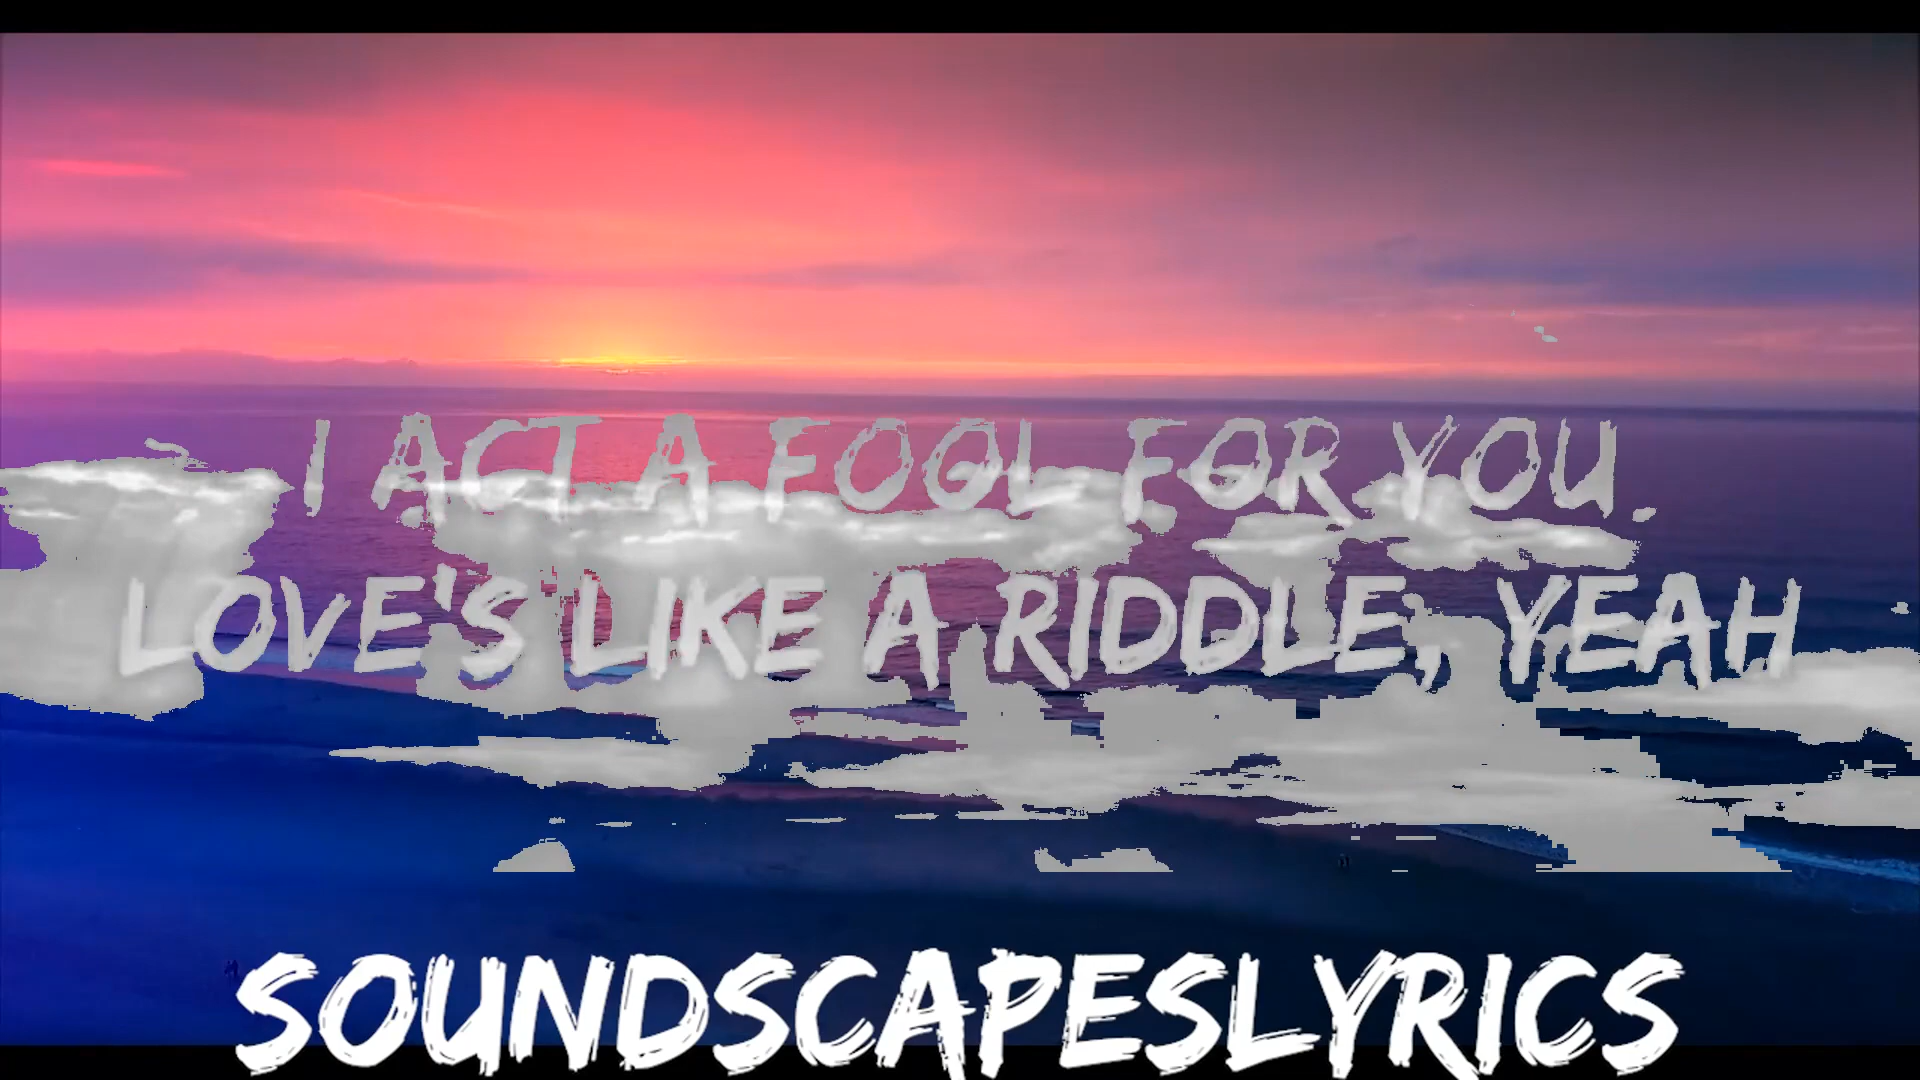 I ACT A FOOL FOR YOU.
LOVE'S LIKE A RIDDLE, YEAH
SOUNDSCAPESLYRICS